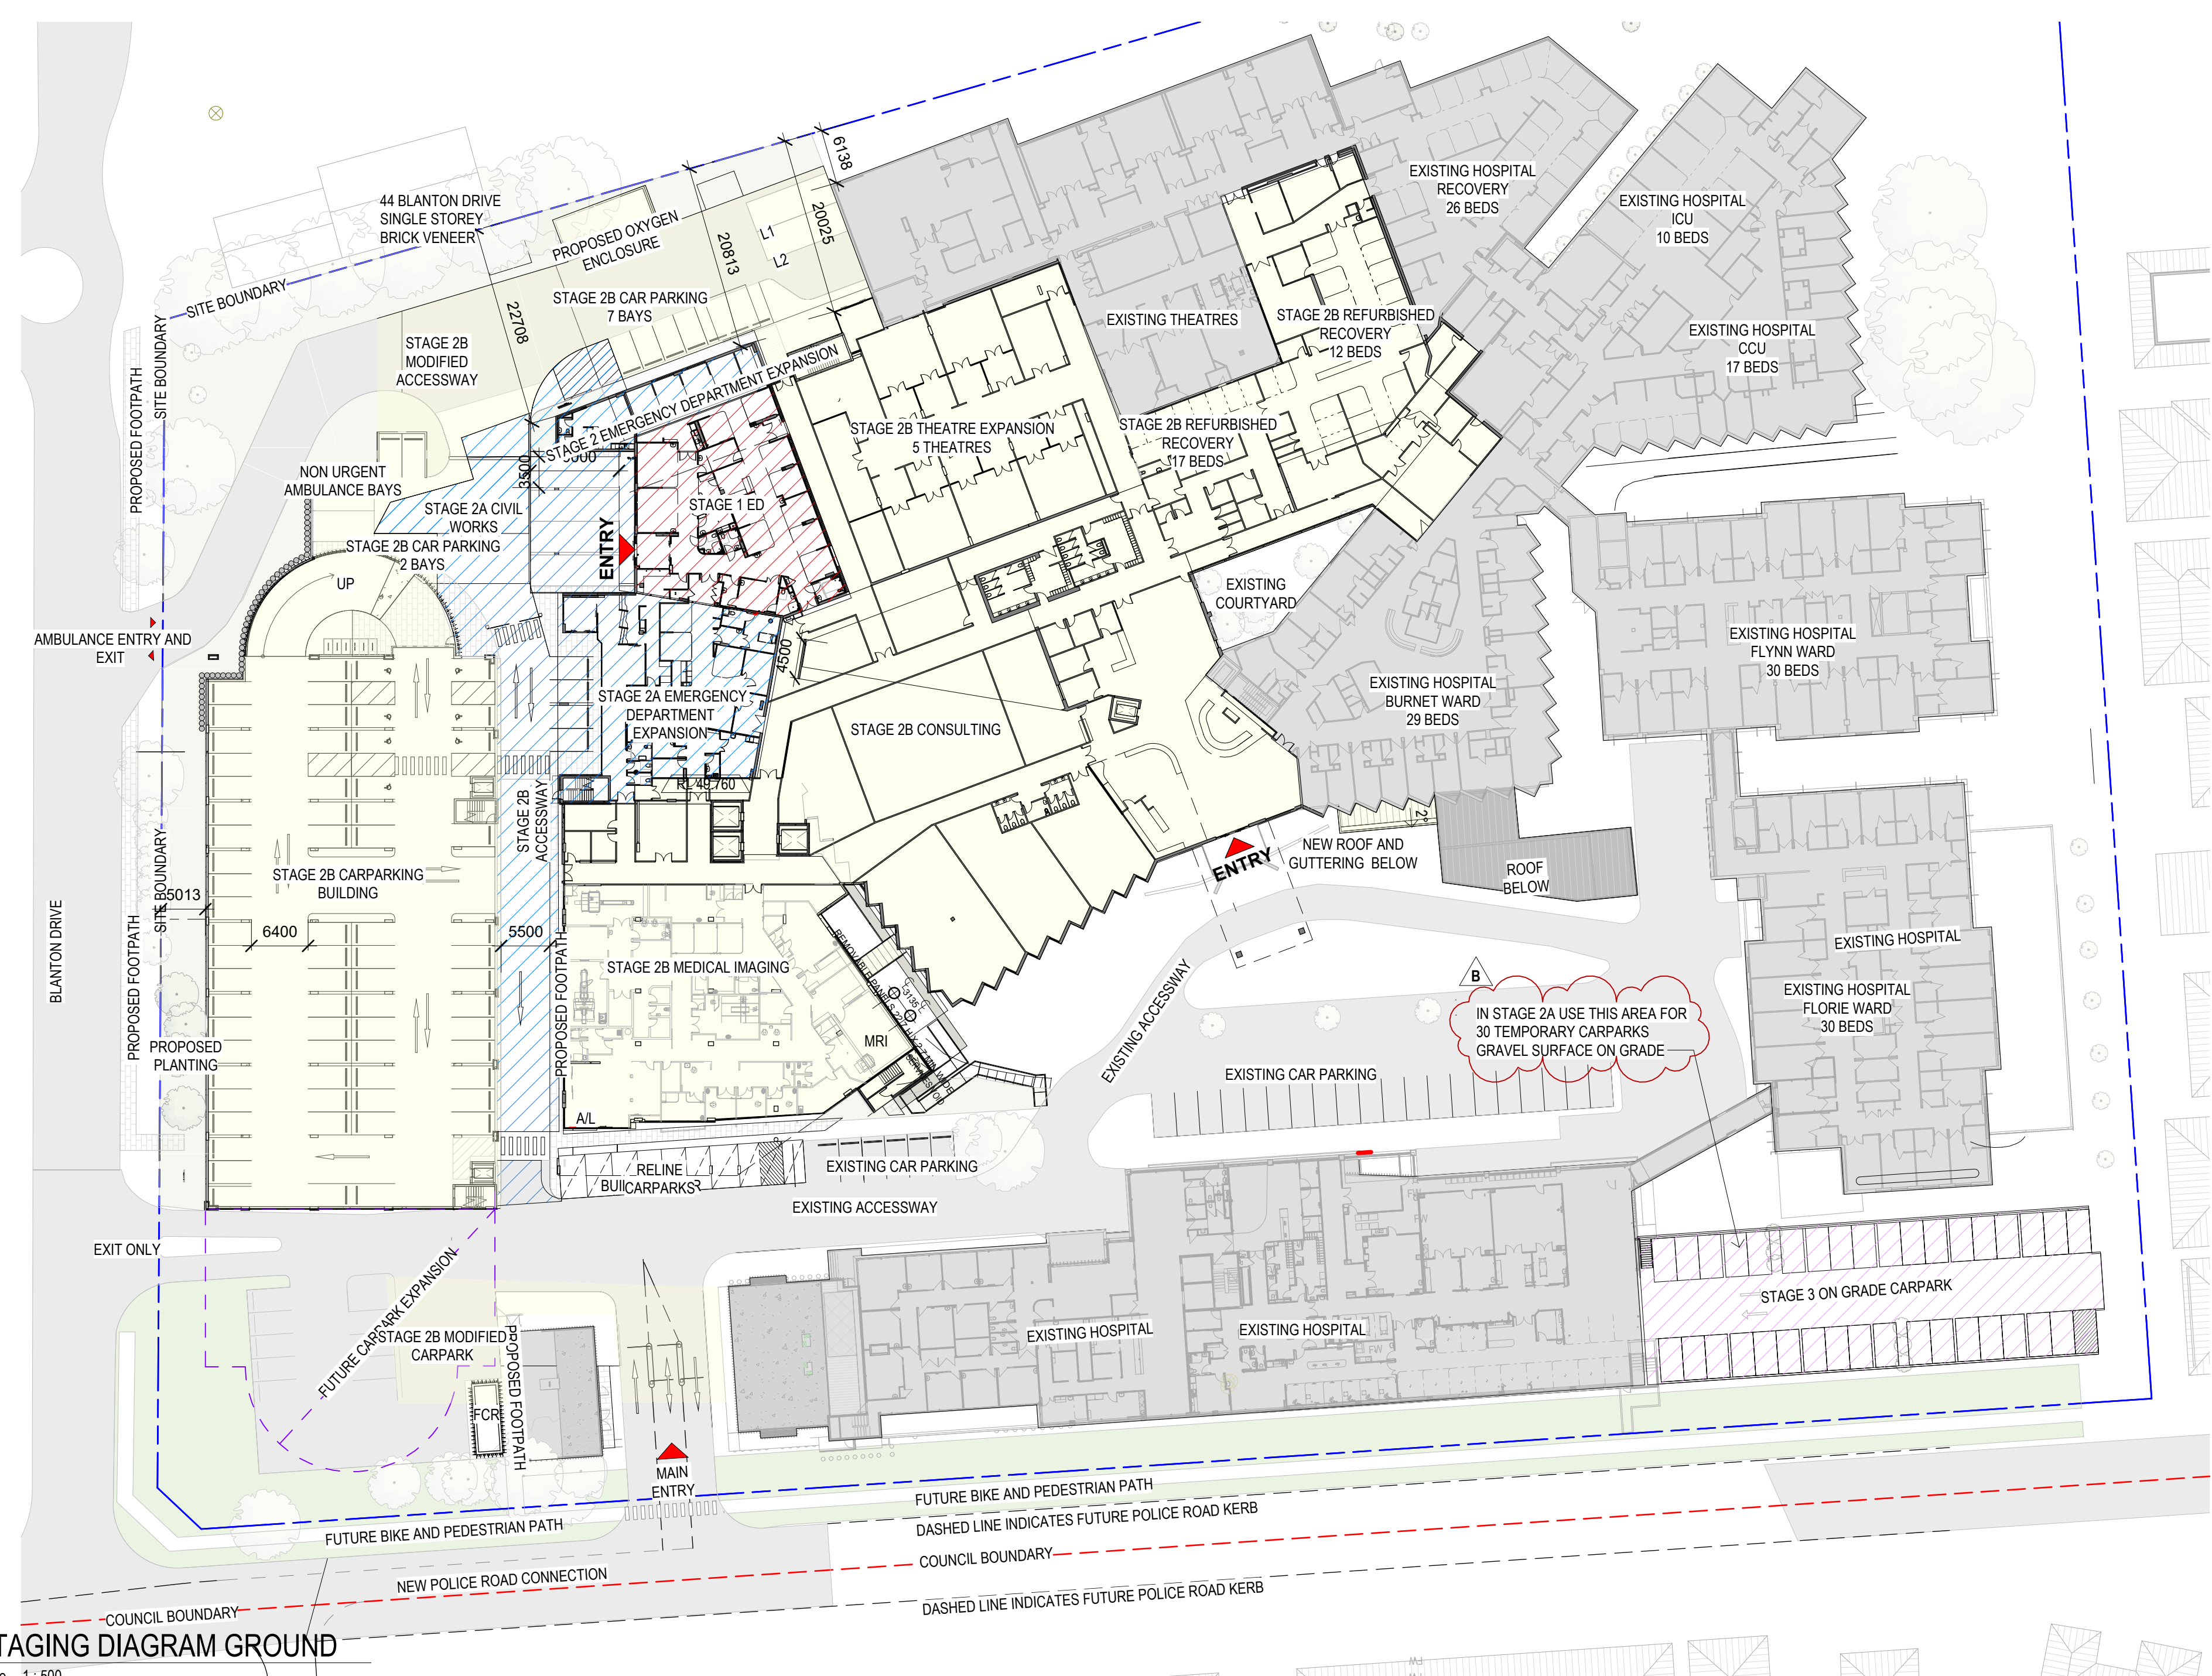 6138
44 BLANTON DRIVE
SINGLE STOREY
BRICK VENEER
PROPOSED OXYGEN
ENCLOSURE
20813
20025
L1
L2
EXISTING HOSPITAL
RECOVERY
26 BEDS
EXISTING HOSPITAL
ICU
10 BEDS
SITE BOUNDARY
22708
STAGE 2B CAR PARKING
7 BAYS
EXISTING THEATRES
STAGE 2B REFURBISHED
RECOVERY
12 BEDS
EXISTING HOSPITAL
CCU
17 BEDS
STAGE 2B
MODIFIED
ACCESSWAY
STAGE 2 EMERGENCY DEPARTMENT EXPANSION
PROPOSED FOOTPATH
SITE BOUNDARY
STAGE 2B THEATRE EXPANSION
5 THEATRES
STAGE 2B REFURBISHED
RECOVERY
17 BEDS
NON URGENT
AMBULANCE BAYS
3500
STAGE 2A CIVIL
WORKS
STAGE 1 ED
ENTRY
STAGE 2B CAR PARKING
2 BAYS
UP
EXISTING
COURTYARD
AMBULANCE ENTRY AND
EXIT
4500
EXISTING HOSPITAL
FLYNN WARD
30 BEDS
STAGE 2A EMERGENCY
DEPARTMENT
EXPANSION
STAGE 2B CONSULTING
EXISTING HOSPITAL
BURNET WARD
29 BEDS
RL 49.760
STAGE 2B
ACCESSWAY
2°
ENTRY
NEW ROOF AND
GUTTERING BELOW
ROOF
BELOW
STAGE 2B CARPARKING
BUILDING
5013
6400
5500
BLANTON DRIVE
PROPOSED FOOTPATH
SITE BOUNDARY
PROPOSED FOOTPATH
STAGE 2B MEDICAL IMAGING
3135
MRI
A/L
EXISTING HOSPITAL
B
EXISTING HOSPITAL
FLORIE WARD
30 BEDS
IN STAGE 2A USE THIS AREA FOR
30 TEMPORARY CARPARKS
GRAVEL SURFACE ON GRADE
EXISTING ACCESSWAY
EXISTING CAR PARKING
PROPOSED
PLANTING
RELINE
CARPARKS
EXISTING CAR PARKING
EXISTING ACCESSWAY
FW
FW
FW
EXIT ONLY
FUTURE CARPARK EXPANSION
STAGE 2B MODIFIED
CARPARK
PROPOSED FOOTPATH
FCR
EXISTING HOSPITAL
EXISTING HOSPITAL
STAGE 3 ON GRADE CARPARK
MAIN
ENTRY
FUTURE BIKE AND PEDESTRIAN PATH
FUTURE BIKE AND PEDESTRIAN PATH
DASHED LINE INDICATES FUTURE POLICE ROAD KERB
COUNCIL BOUNDARY
NEW POLICE ROAD CONNECTION
DASHED LINE INDICATES FUTURE POLICE ROAD KERB
COUNCIL BOUNDARY
TAGING DIAGRAM GROUND
1 : 500
FW